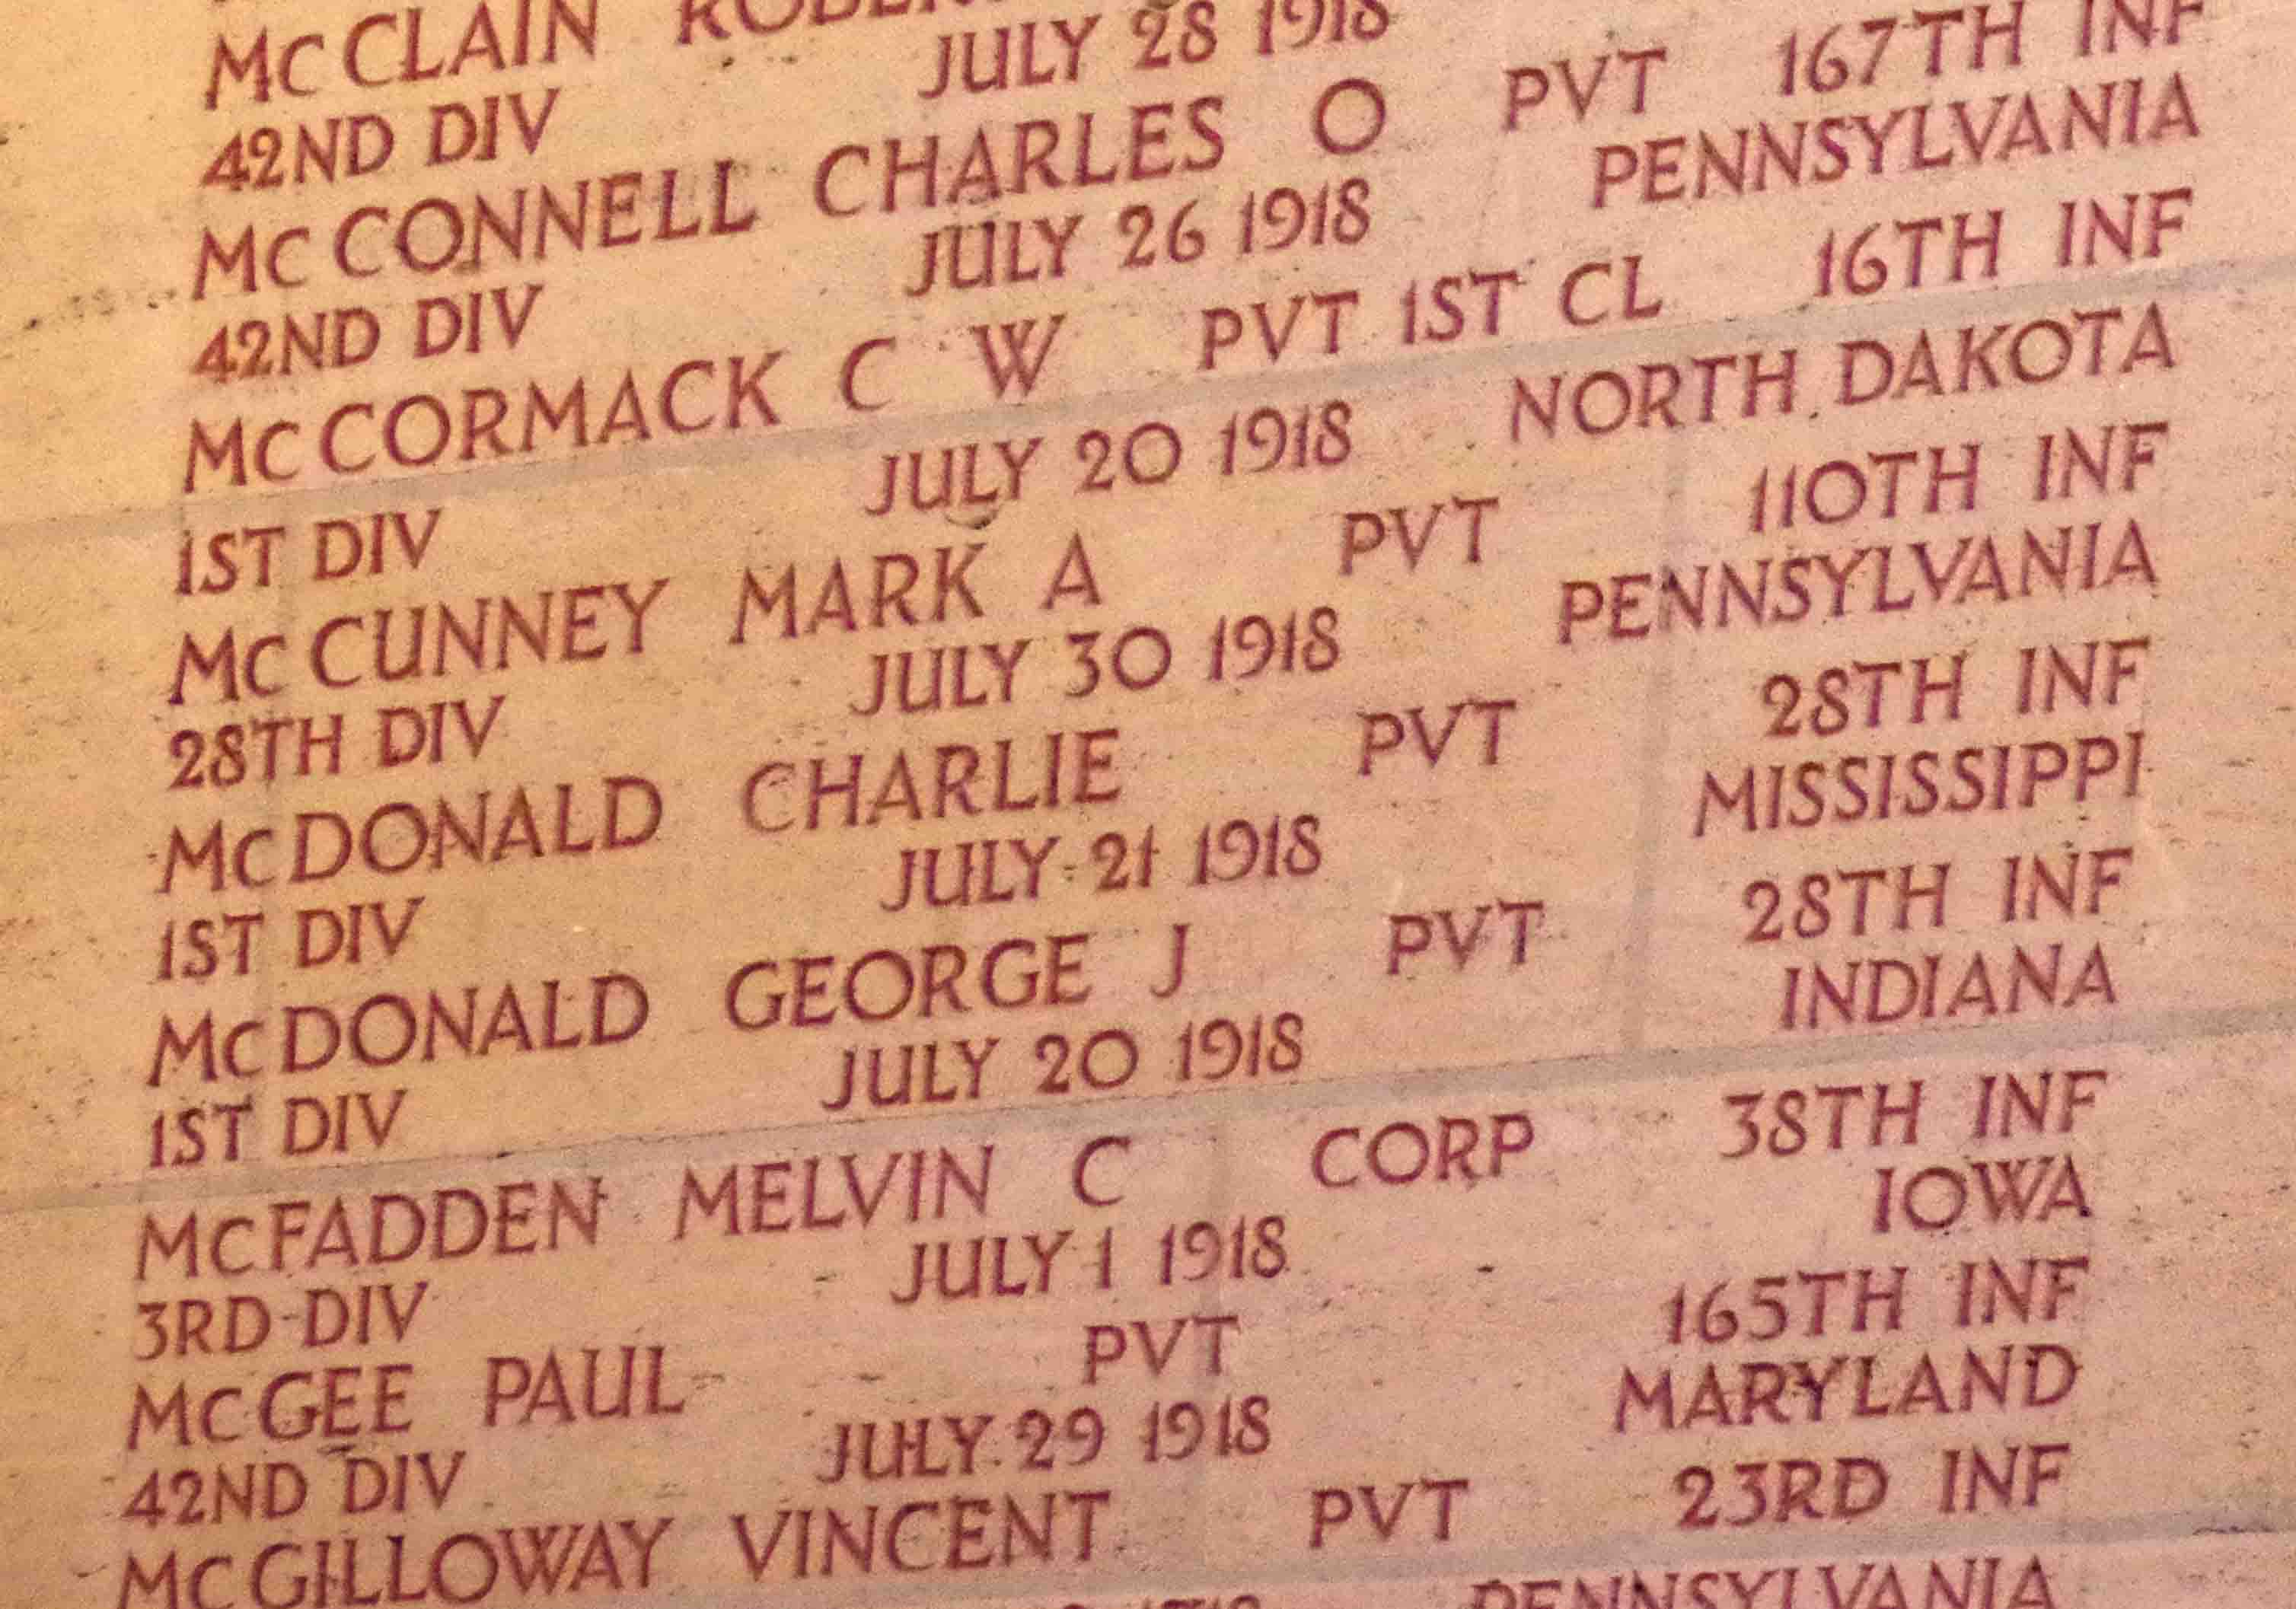 McCLAIN
42ND DIV JULY 28 1918
McCONNELL CHARLES O PVT 167TH INF
42ND DIV JULY 26 1918 PENNSYLVANIA
McCORMACK C W PVT 1ST CL 16TH INF
1ST DIV JULY 20 1918 NORTH DAKOTA
McCUNNEY MARK A PVT 110TH INF
28TH DIV JULY 30 1918 PENNSYLVANIA
McDONALD CHARLIE PVT 28TH INF
1ST DIV JULY 21 1918 MISSISSIPPI
McDONALD GEORGE J PVT 28TH INF
1ST DIV JULY 20 1918 INDIANA
McFADDEN MELVIN C CORP 38TH INF
3RD DIV JULY 1 1918 IOWA
McGEE PAUL PVT 165TH INF
42ND DIV JULY 29 1918 MARYLAND
McGILLOWAY VINCENT PVT 23RD INF
PENNSYLVANIA